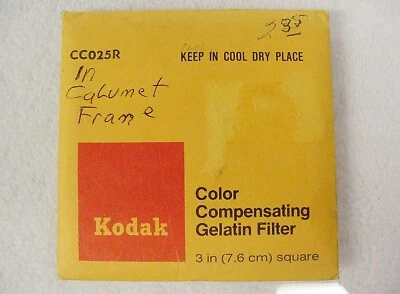 2.95
CC025R
KEEP IN COOL DRY PLACE
In
Calumet
Frame
Kodak
Color
Compensating
Gelatin Filter
3 in (7.6 cm) square